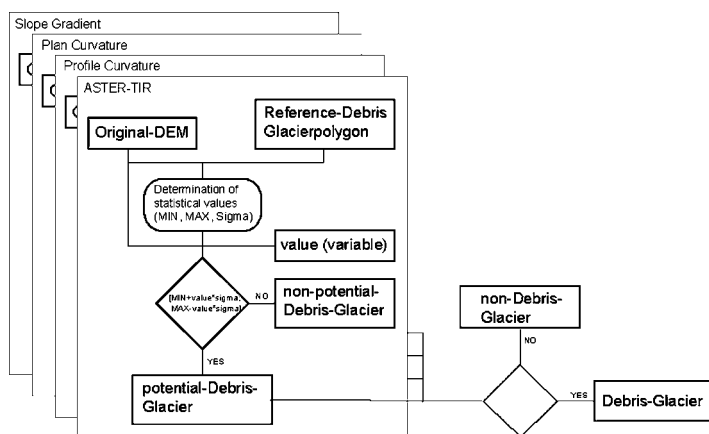 Slope Gradient
Plan Curvature
Profile Curvature
ASTER-TIR
Original-DEM
Reference-Debris
Glacierpolygon
Determination of
statistical values
(MIN, MAX, Sigma)
value (variable)
[MIN+value*sigma;
MAX-value*sigma]
NO
non-potential-
Debris-Glacier
YES
potential-Debris-
Glacier
non-Debris-
Glacier
NO
YES
Debris-Glacier